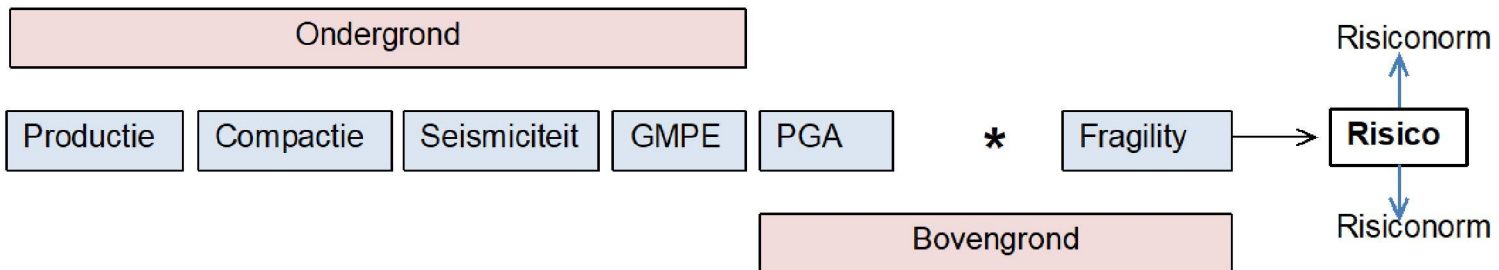 Ondergrond
Risiconorm
Productie Compactie Seismiciteit GMPE PGA * Fragility Risico
Risiconorm
Bovengrond